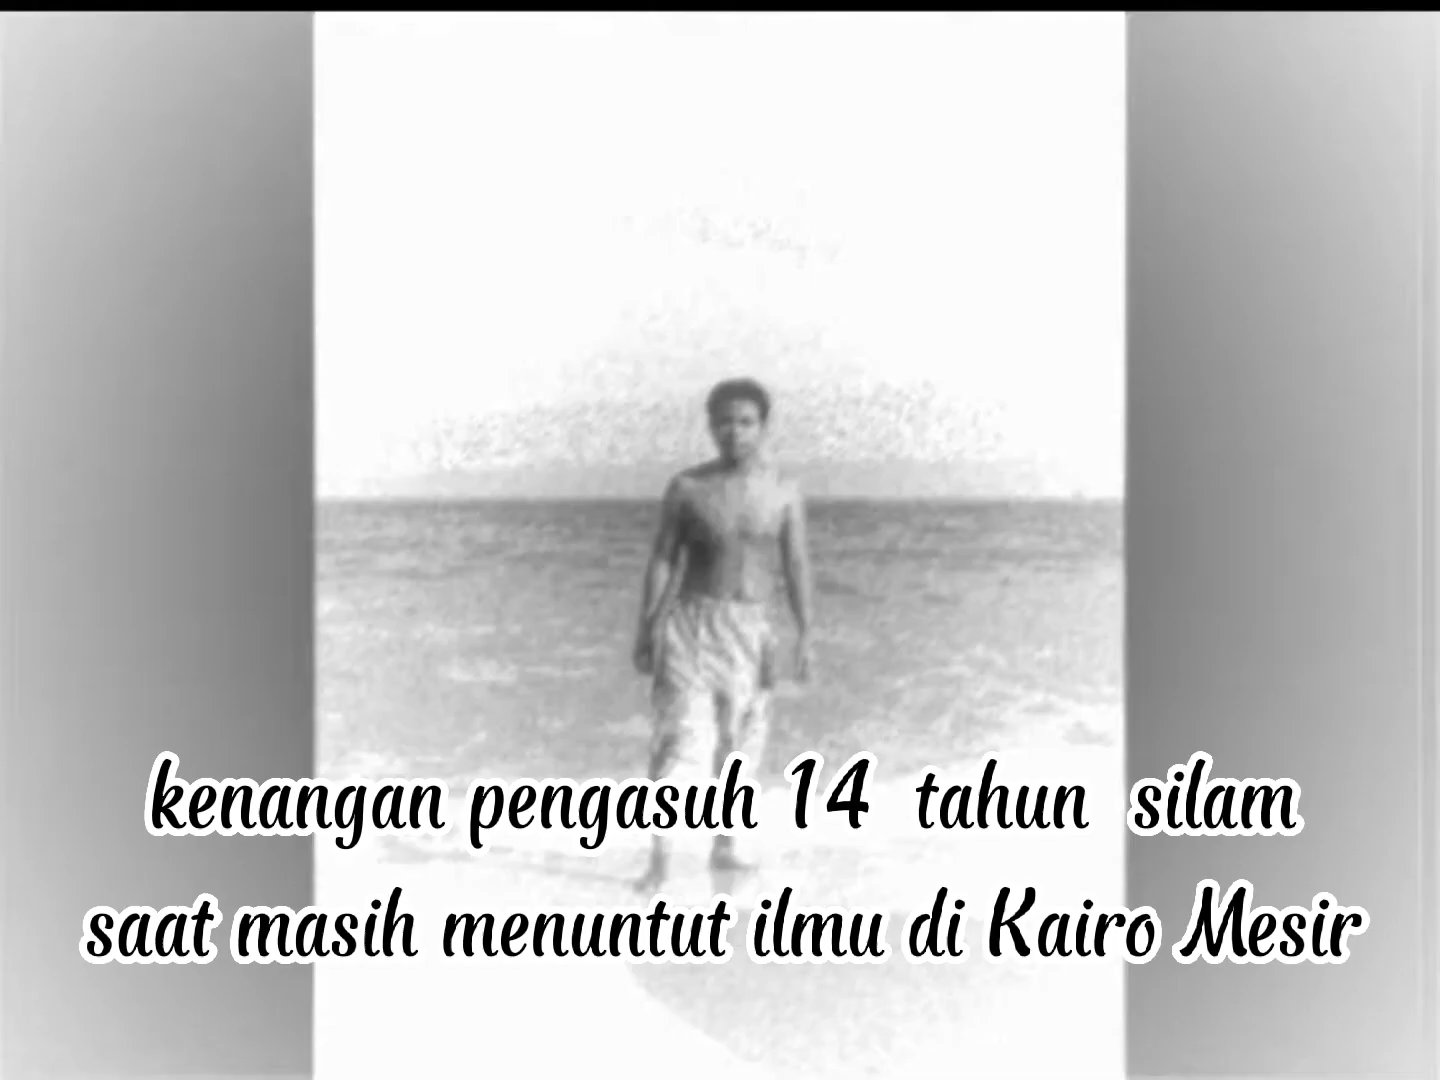 kenangan pengasuh 14 tahun silam
saat masih menuntut ilmu di Kairo Mesir